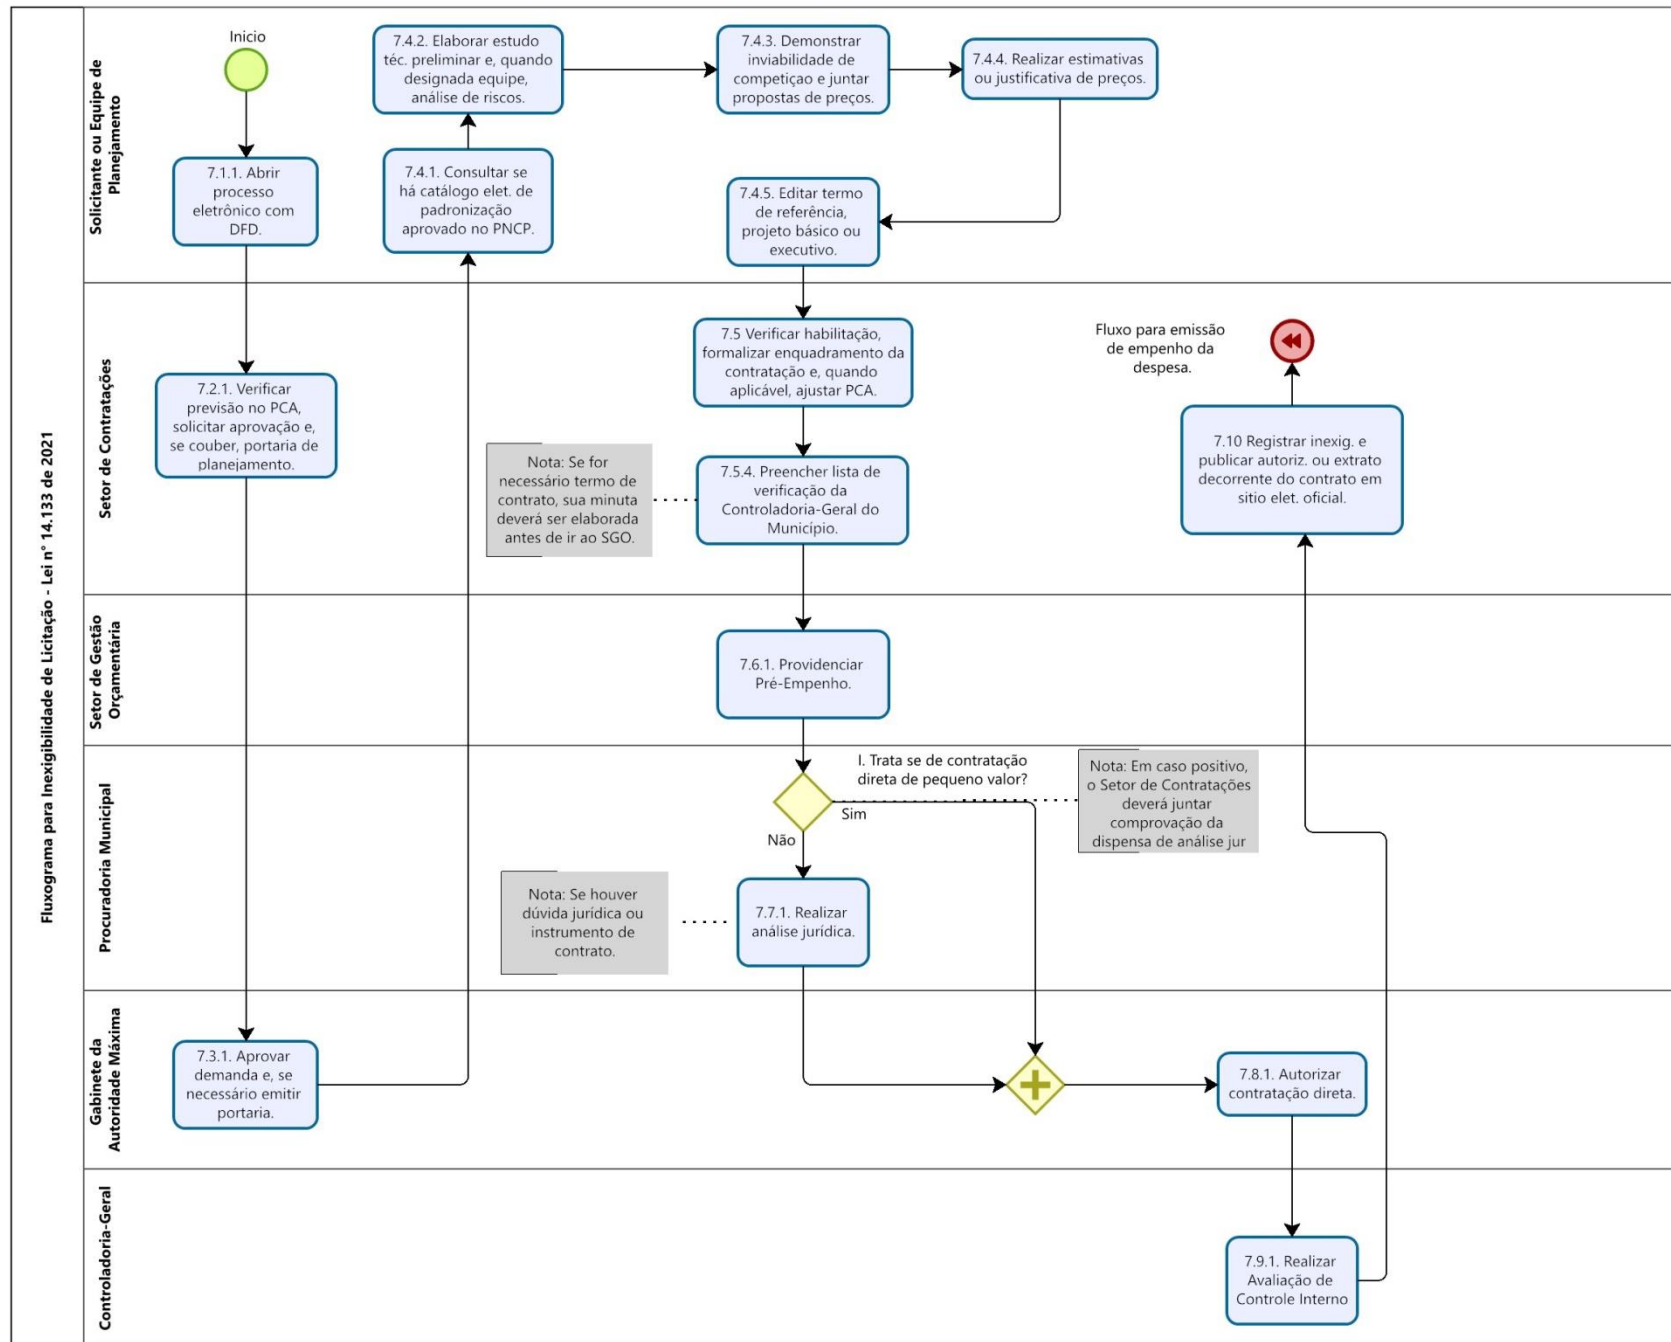 Fluxograma para Inexigibilidade de Licitação - Lei n° 14.133 de 2021
Solicitante ou Equipe de
Planejamento
Inicio
7.1.1. Abrir
processo
eletrônico com
DFD.
7.4.2. Elaborar estudo
téc. preliminar e, quando
designada equipe,
análise de riscos.
7.4.1. Consultar se
há catálogo elet. de
padronização
aprovado no PNCP.
7.4.3. Demonstrar
inviabilidade de
competiçao e juntar
propostas de preços.
7.4.4. Realizar estimativas
ou justificativa de preços.
7.4.5. Editar termo
de referência,
projeto básico ou
executivo.
Setor de Contratações
7.2.1. Verificar
previsão no PCA,
solicitar aprovação e,
se couber, portaria de
planejamento.
7.5 Verificar habilitação,
formalizar enquadramento da
contratação e, quando
aplicável, ajustar PCA.
Nota: Se for
necessário termo de
contrato, sua minuta
deverá ser elaborada
antes de ir ao SGO.
7.5.4. Preencher lista de
verificação da
Controladoria-Geral do
Município.
Fluxo para emissão
de empenho da
despesa.
7.10 Registrar inexig. e
publicar autoriz. ou extrato
decorrente do contrato em
sitio elet. oficial.
Setor de Gestão
Orçamentária
7.6.1. Providenciar
Pré-Empenho.
Procuradoria Municipal
I. Trata se de contratação
direta de pequeno valor?
Sim
Não
Nota: Em caso positivo,
o Setor de Contratações
deverá juntar
comprovação da
dispensa de análise jur
Nota: Se houver
dúvida jurídica ou
instrumento de
contrato.
7.7.1. Realizar
análise jurídica.
Gabinete da
Autoridade Máxima
7.3.1. Aprovar
demanda e, se
necessário emitir
portaria.
7.8.1. Autorizar
contratação direta.
Controladoria-Geral
7.9.1. Realizar
Avaliação de
Controle Interno